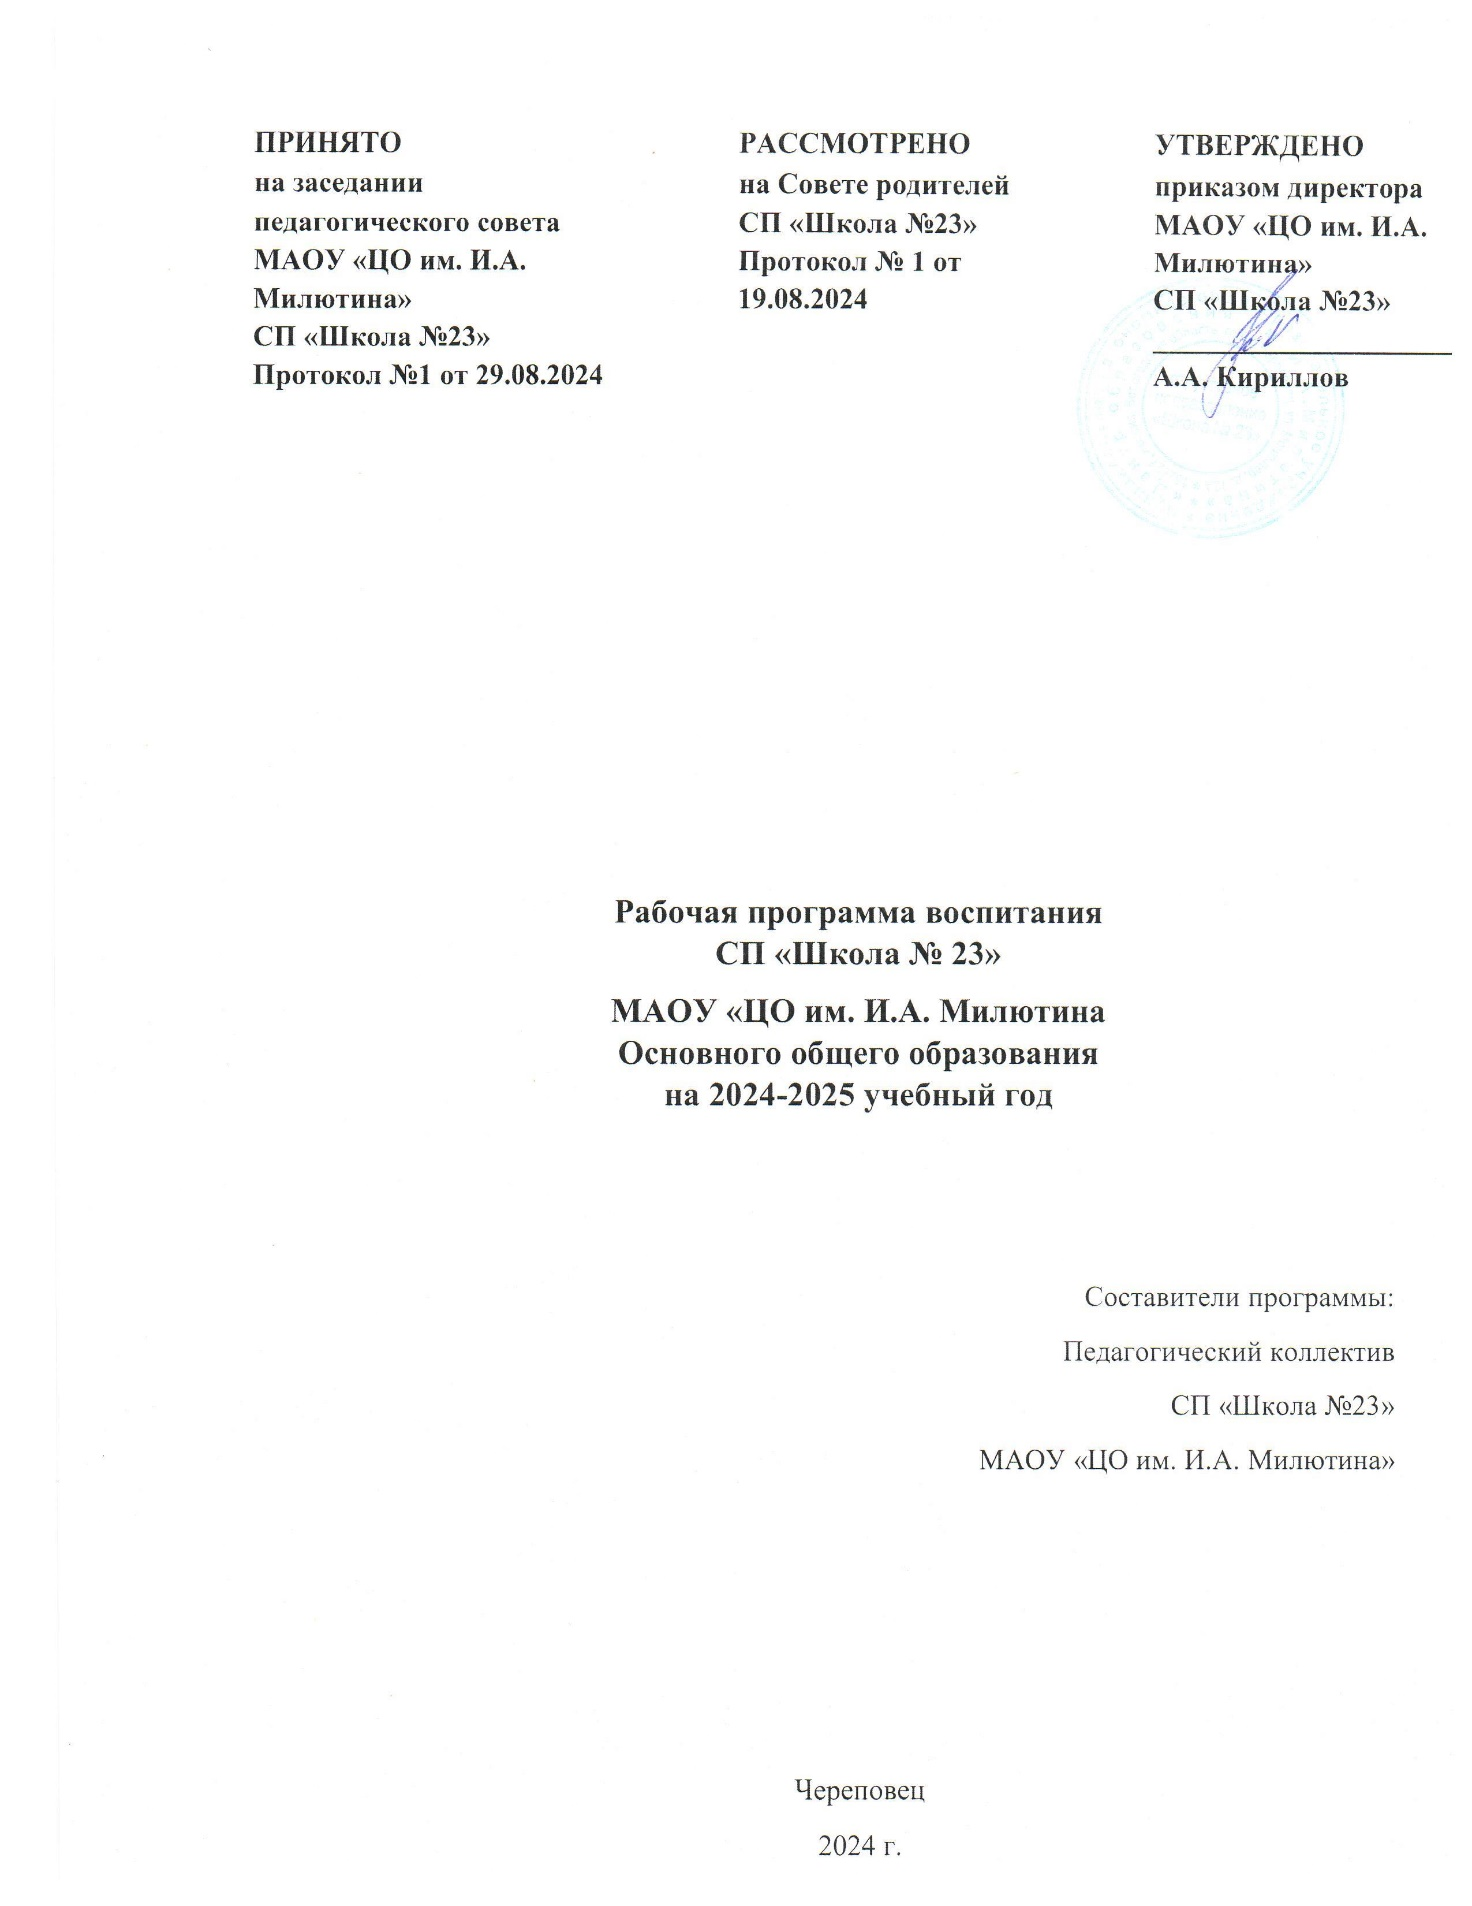 ПРИНЯТО
на заседании
педагогического совета
МАОУ «ЦО им. И.А.
Милютина»
СП «Школа №23»
Протокол №1 от 29.08.2024
РАССМОТРЕНО
на Совете родителей
СП «Школа №23»
Протокол № 1 от
19.08.2024
УТВЕРЖДЕНО
приказом директора
МАОУ «ЦО им. И.А.
Милютина»
СП «Школа №23»
А.А. Кириллов
Рабочая программа воспитания
СП «Школа № 23»
МАОУ «ЦО им. И.А. Милютина
Основного общего образования
на 2024-2025 учебный год
Составители программы:
Педагогический коллектив
СП «Школа №23»
МАОУ «ЦО им. И.А. Милютина»
Череповец
2024 г.